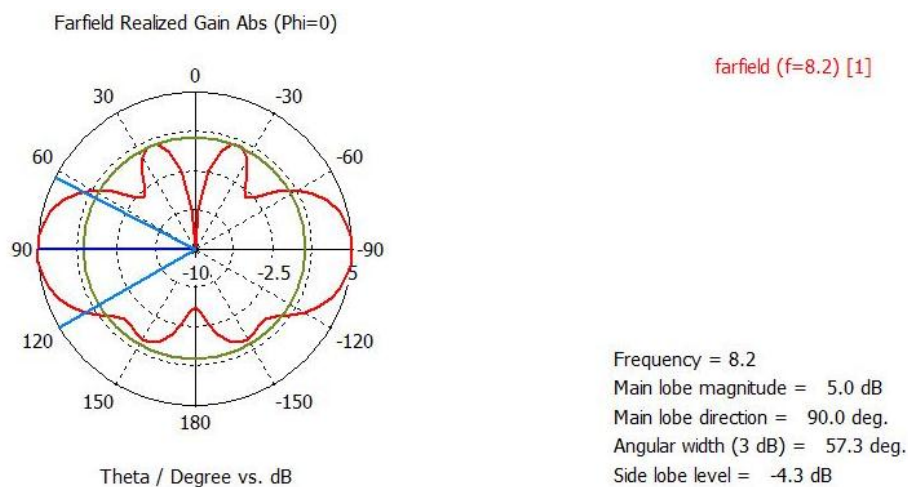 Farfield Realized Gain Abs (Phi=0)
farfield (f=8.2) [1]
0
30
-30
60
-60
90
-10
-2.5
5
-90
120
-120
150
-150
180
Frequency = 8.2
Main lobe magnitude = 5.0 dB
Main lobe direction = 90.0 deg.
Angular width (3 dB) = 57.3 deg.
Side lobe level = -4.3 dB
Theta / Degree vs. dB